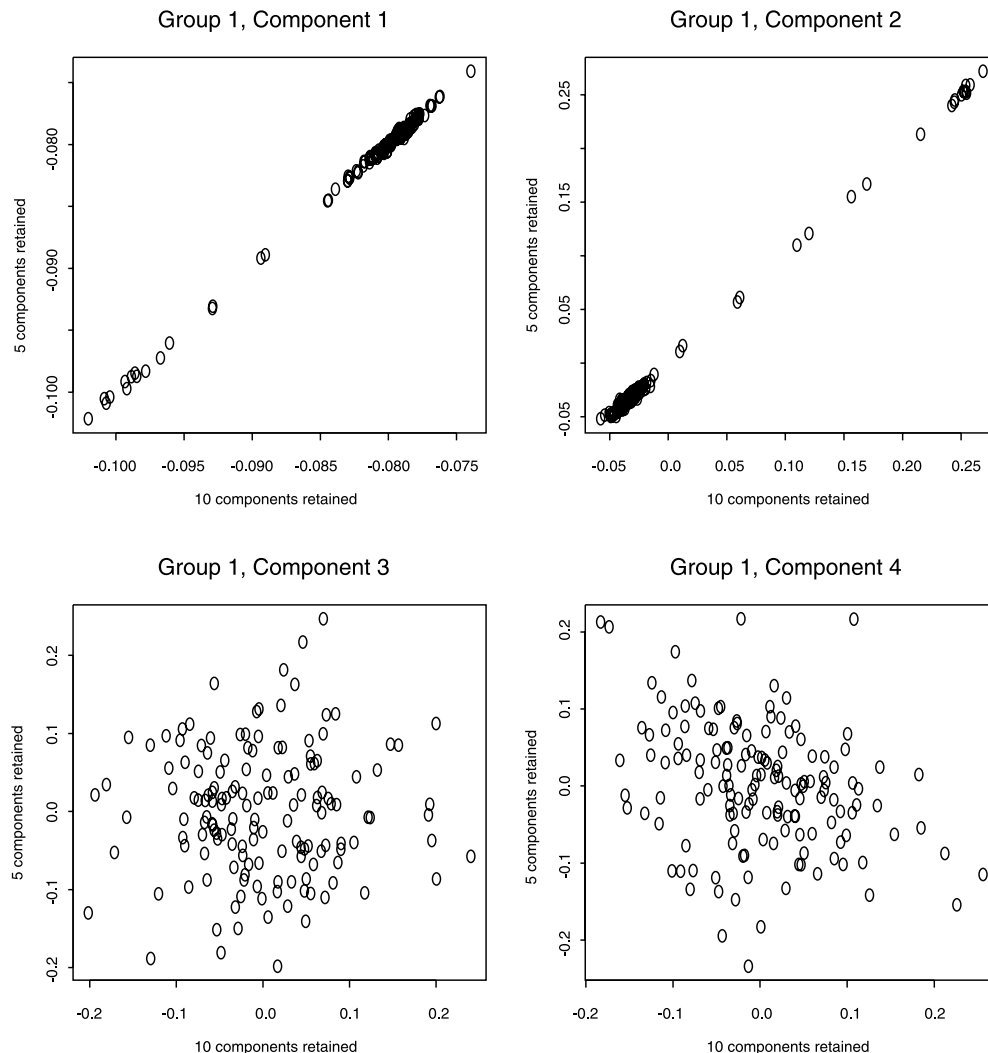 Group 1, Component 1
5 components retained
-0.080
-0.090
-0.100
-0.100 -0.095 -0.090 -0.085 -0.080 -0.075
10 components retained
Group 1, Component 2
5 components retained
0.25
0.15
0.05
-0.05
-0.05 0.0 0.05 0.10 0.15 0.20 0.25
10 components retained
Group 1, Component 3
5 components retained
0.2
0.1
0.0
-0.1
-0.2
-0.2 -0.1 0.0 0.1 0.2
10 components retained
Group 1, Component 4
5 components retained
0.2
0.1
0.0
-0.1
-0.2
-0.2 -0.1 0.0 0.1 0.2
10 components retained